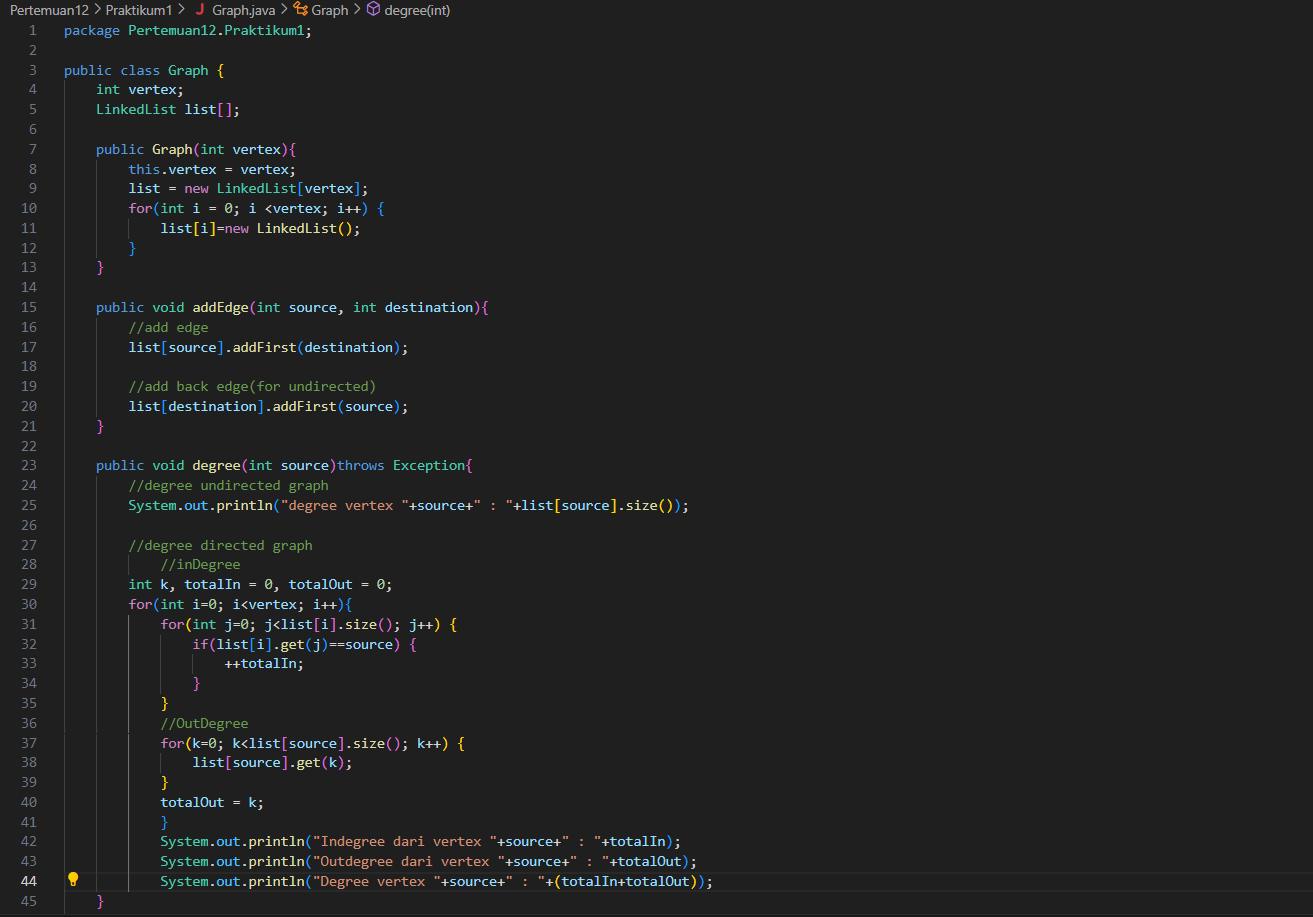 Pertemuan12 > Praktikum1 > J Graph.java > Graph > degree(int)
1 package Pertemuan12.Praktikum1;
2
3 public class Graph {
4     int vertex;
5     LinkedList list[];
6
7     public Graph(int vertex){
8         this.vertex = vertex;
9         list = new LinkedList[vertex];
10         for(int i = 0; i <vertex; i++) {
11             list[i]=new LinkedList();
12         }
13     }
14
15     public void addEdge(int source, int destination){
16         //add edge
17         list[source].addFirst(destination);
18
19         //add back edge(for undirected)
20         list[destination].addFirst(source);
21     }
22
23     public void degree(int source)throws Exception{
24         //degree undirected graph
25         System.out.println("degree vertex "+source+" : "+list[source].size());
26
27         //degree directed graph
28             //inDegree
29         int k, totalIn = 0, totalOut = 0;
30         for(int i=0; i<vertex; i++){
31             for(int j=0; j<list[i].size(); j++) {
32                 if(list[i].get(j)==source) {
33                     ++totalIn;
34                 }
35             }
36             //OutDegree
37             for(k=0; k<list[source].size(); k++) {
38                 list[source].get(k);
39             }
40             totalOut = k;
41             }
42             System.out.println("Indegree dari vertex "+source+" : "+totalIn);
43             System.out.println("Outdegree dari vertex "+source+" : "+totalOut);
44             System.out.println("Degree vertex "+source+" : "+(totalIn+totalOut));
45     }